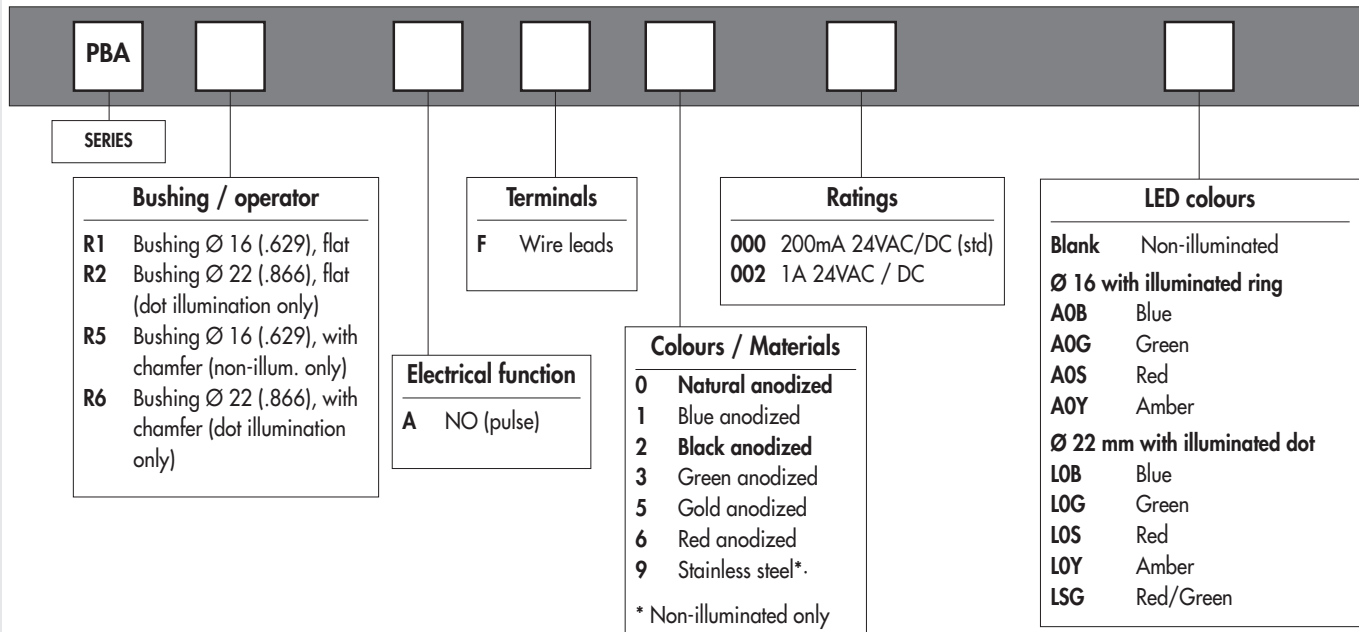 PBA
SERIES
Bushing / operator
R1 Bushing Ø 16 (.629), flat
R2 Bushing Ø 22 (.866), flat
(dot illumination only)
R5 Bushing Ø 16 (.629), with
chamfer (non-illum. only)
R6 Bushing Ø 22 (.866), with
chamfer (dot illumination
only)
Electrical function
A NO (pulse)
Terminals
F Wire leads
Colours / Materials
0 Natural anodized
1 Blue anodized
2 Black anodized
3 Green anodized
5 Gold anodized
6 Red anodized
9 Stainless steel*.
* Non-illuminated only
Ratings
000 200mA 24VAC/DC (std)
002 1A 24VAC / DC
LED colours
Blank Non-illuminated
Ø 16 with illuminated ring
A0B Blue
A0G Green
A0S Red
A0Y Amber
Ø 22 mm with illuminated dot
L0B Blue
L0G Green
L0S Red
L0Y Amber
LSG Red/Green